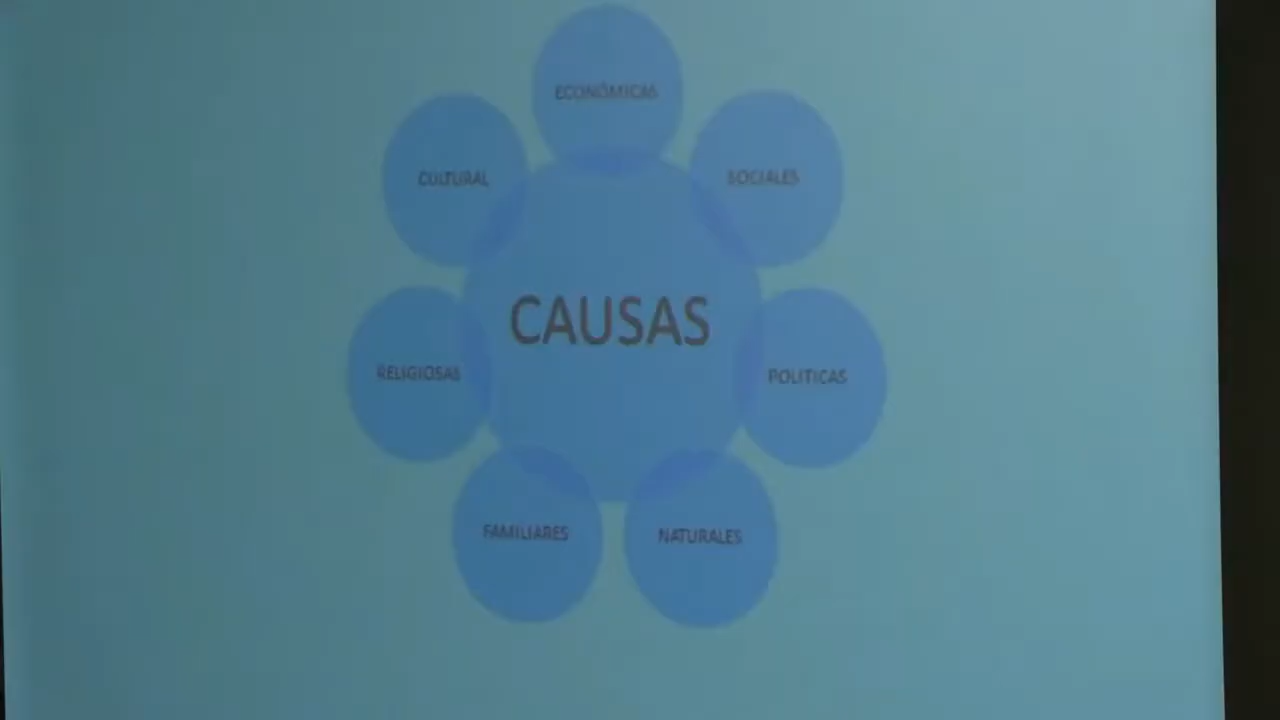 ECONÓMICAS
CULTURAL
SOCIALES
CAUSAS
RELIGIOSAS
POLITICAS
FAMILIARES
NATURALES